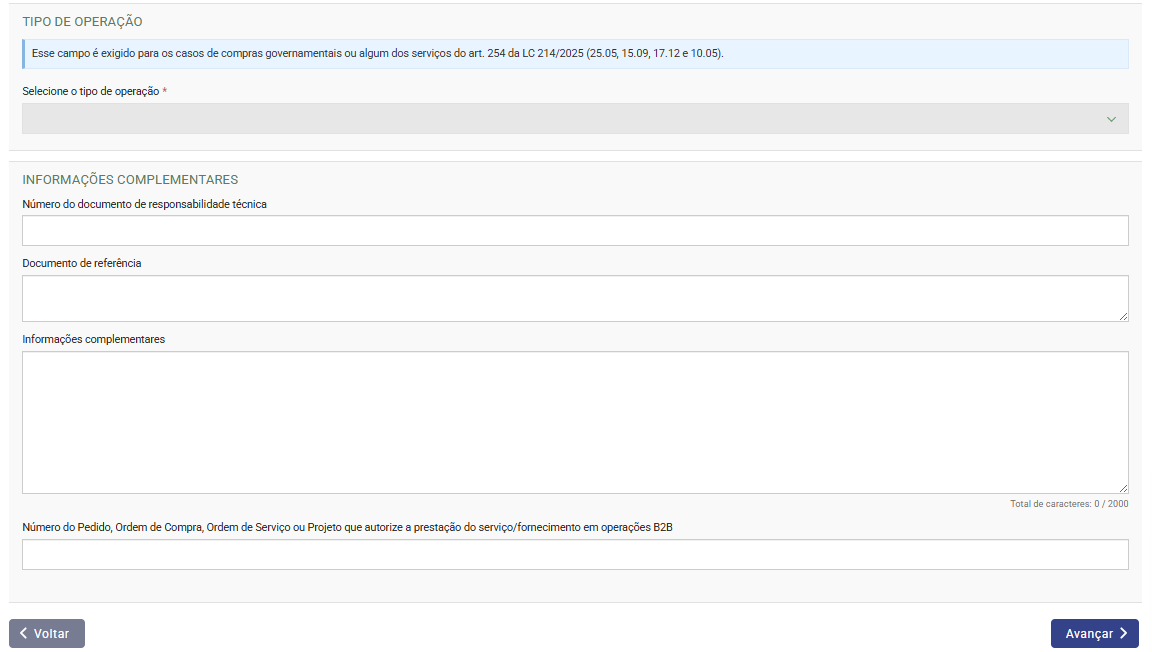 TIPO DE OPERAÇÃO
Esse campo é exigido para os casos de compras governamentais ou algum dos serviços do art. 254 da LC 214/2025 (25.05, 15.09, 17.12 e 10.05).
Selecione o tipo de operação *
INFORMAÇÕES COMPLEMENTARES
Número do documento de responsabilidade técnica
Documento de referência
Informações complementares
Total de caracteres: 0 / 2000
Número do Pedido, Ordem de Compra, Ordem de Serviço ou Projeto que autorize a prestação do serviço/fornecimento em operações B2B
Voltar
Avançar